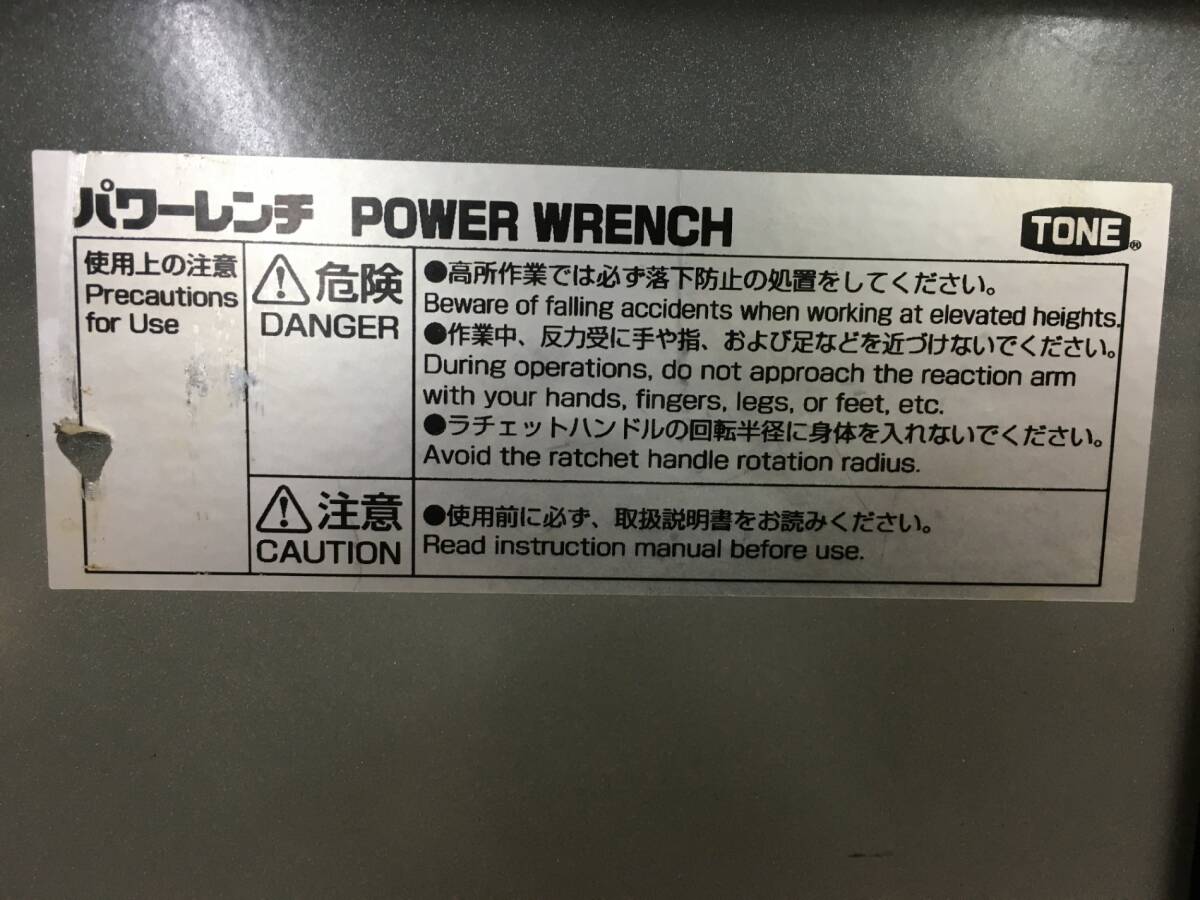 パワーレンチ POWER WRENCH
TONE®
使用上の注意
Precautions
for Use
危険
DANGER
●高所作業では必ず落下防止の処置をしてください。
Beware of falling accidents when working at elevated heights.
●作業中、反力受に手や指、および足などを近づけないでください。
During operations, do not approach the reaction arm
with your hands, fingers, legs, or feet, etc.
●ラチェットハンドルの回転半径に身体を入れないでください。
Avoid the ratchet handle rotation radius.
注意
CAUTION
●使用前に必ず、取扱説明書をお読みください。
Read instruction manual before use.